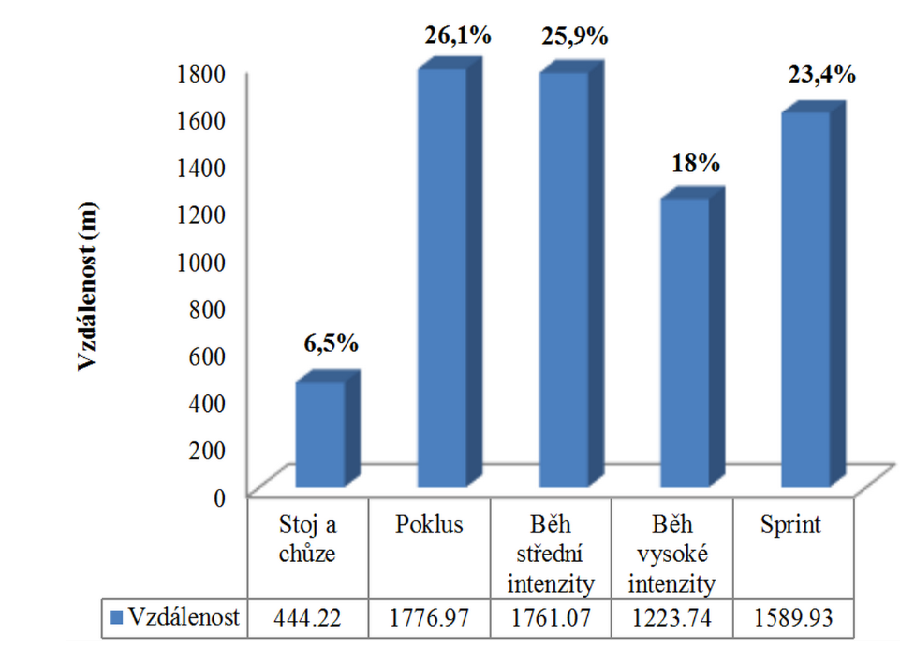 26,1%
25,9%
23,4%
18%
6,5%
Vzdálenost (m)
1800
1600
1400
1200
1000
800
600
400
200
0
Stoj a
chůze
Poklus
Běh
střední
intenzity
Běh
vysoké
intenzity
Sprint
Vzdálenost 444.22 1776.97 1761.07 1223.74 1589.93